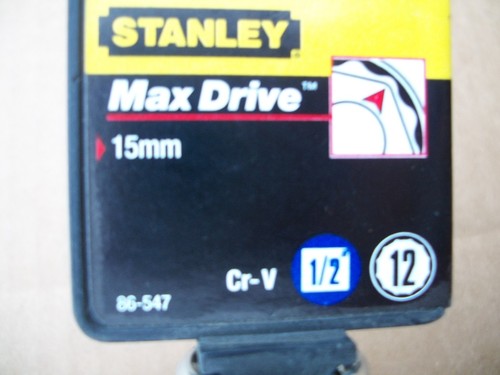 STANLEY
Max Drive™
15mm
Cr-V
1/2"
12
86-547